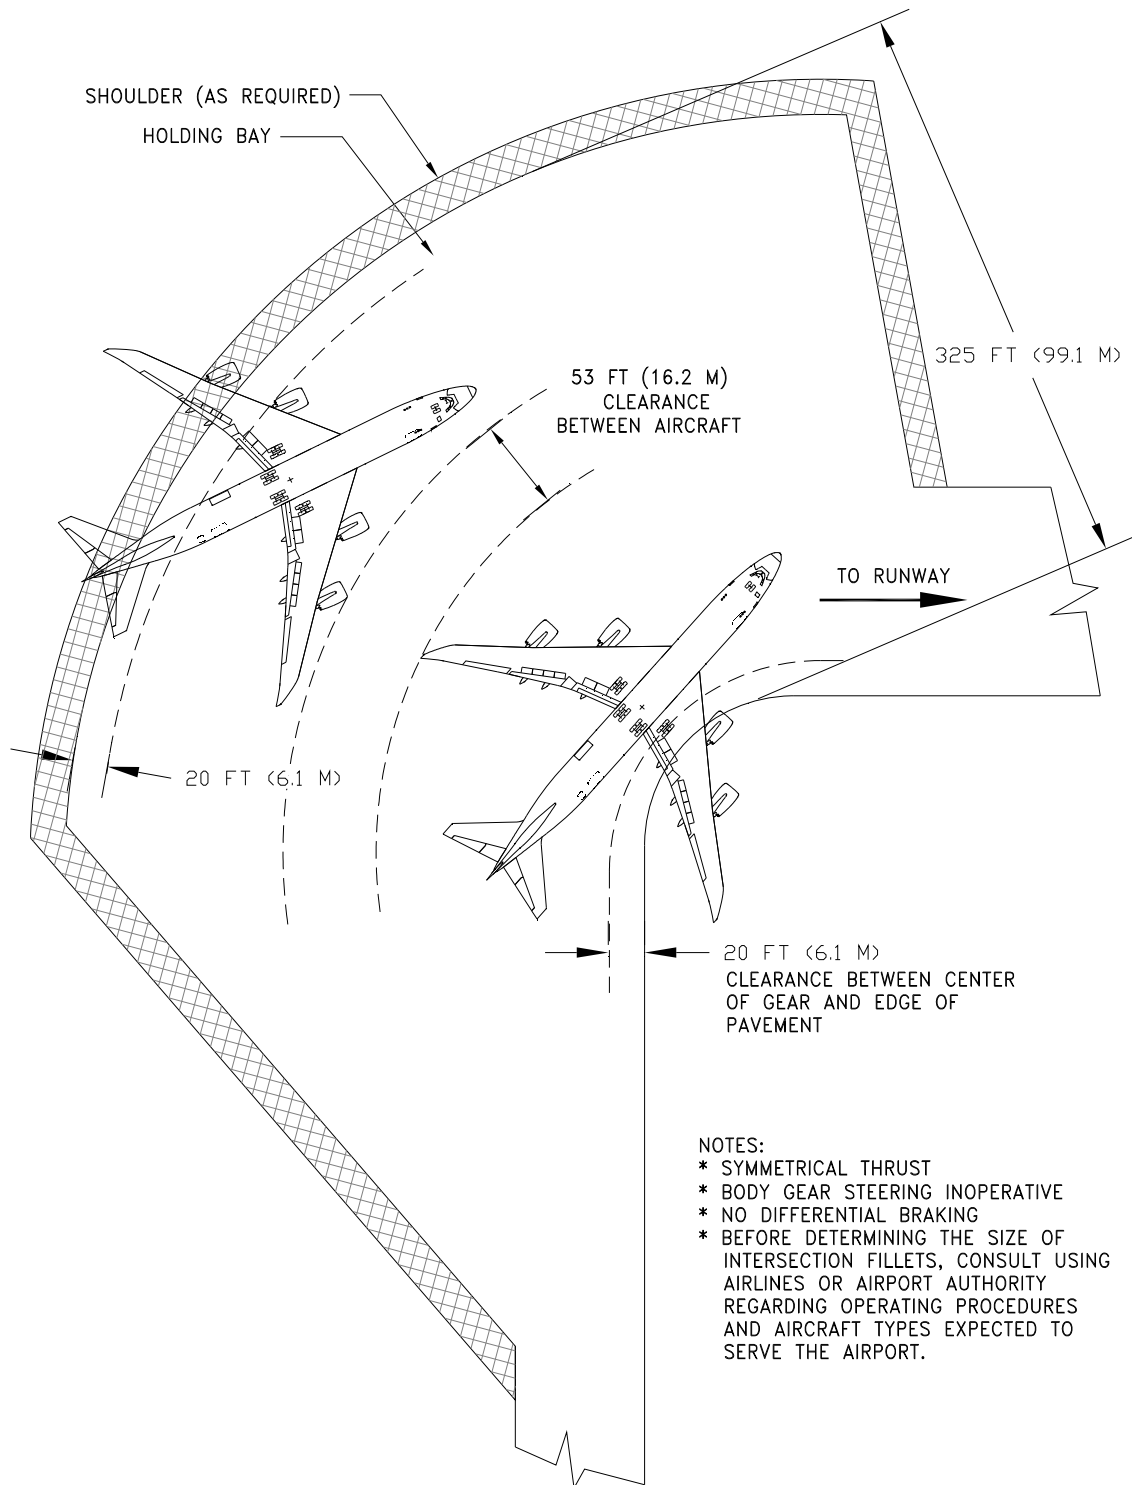 SHOULDER (AS REQUIRED)
HOLDING BAY
325 FT (99.1 M)
53 FT (16.2 M)
CLEARANCE
BETWEEN AIRCRAFT
TO RUNWAY
20 FT (6.1 M)
20 FT (6.1 M)
CLEARANCE BETWEEN CENTER
OF GEAR AND EDGE OF
PAVEMENT
NOTES:
* SYMMETRICAL THRUST
* BODY GEAR STEERING INOPERATIVE
* NO DIFFERENTIAL BRAKING
* BEFORE DETERMINING THE SIZE OF
INTERSECTION FILLETS, CONSULT USING
AIRLINES OR AIRPORT AUTHORITY
REGARDING OPERATING PROCEDURES
AND AIRCRAFT TYPES EXPECTED TO
SERVE THE AIRPORT.